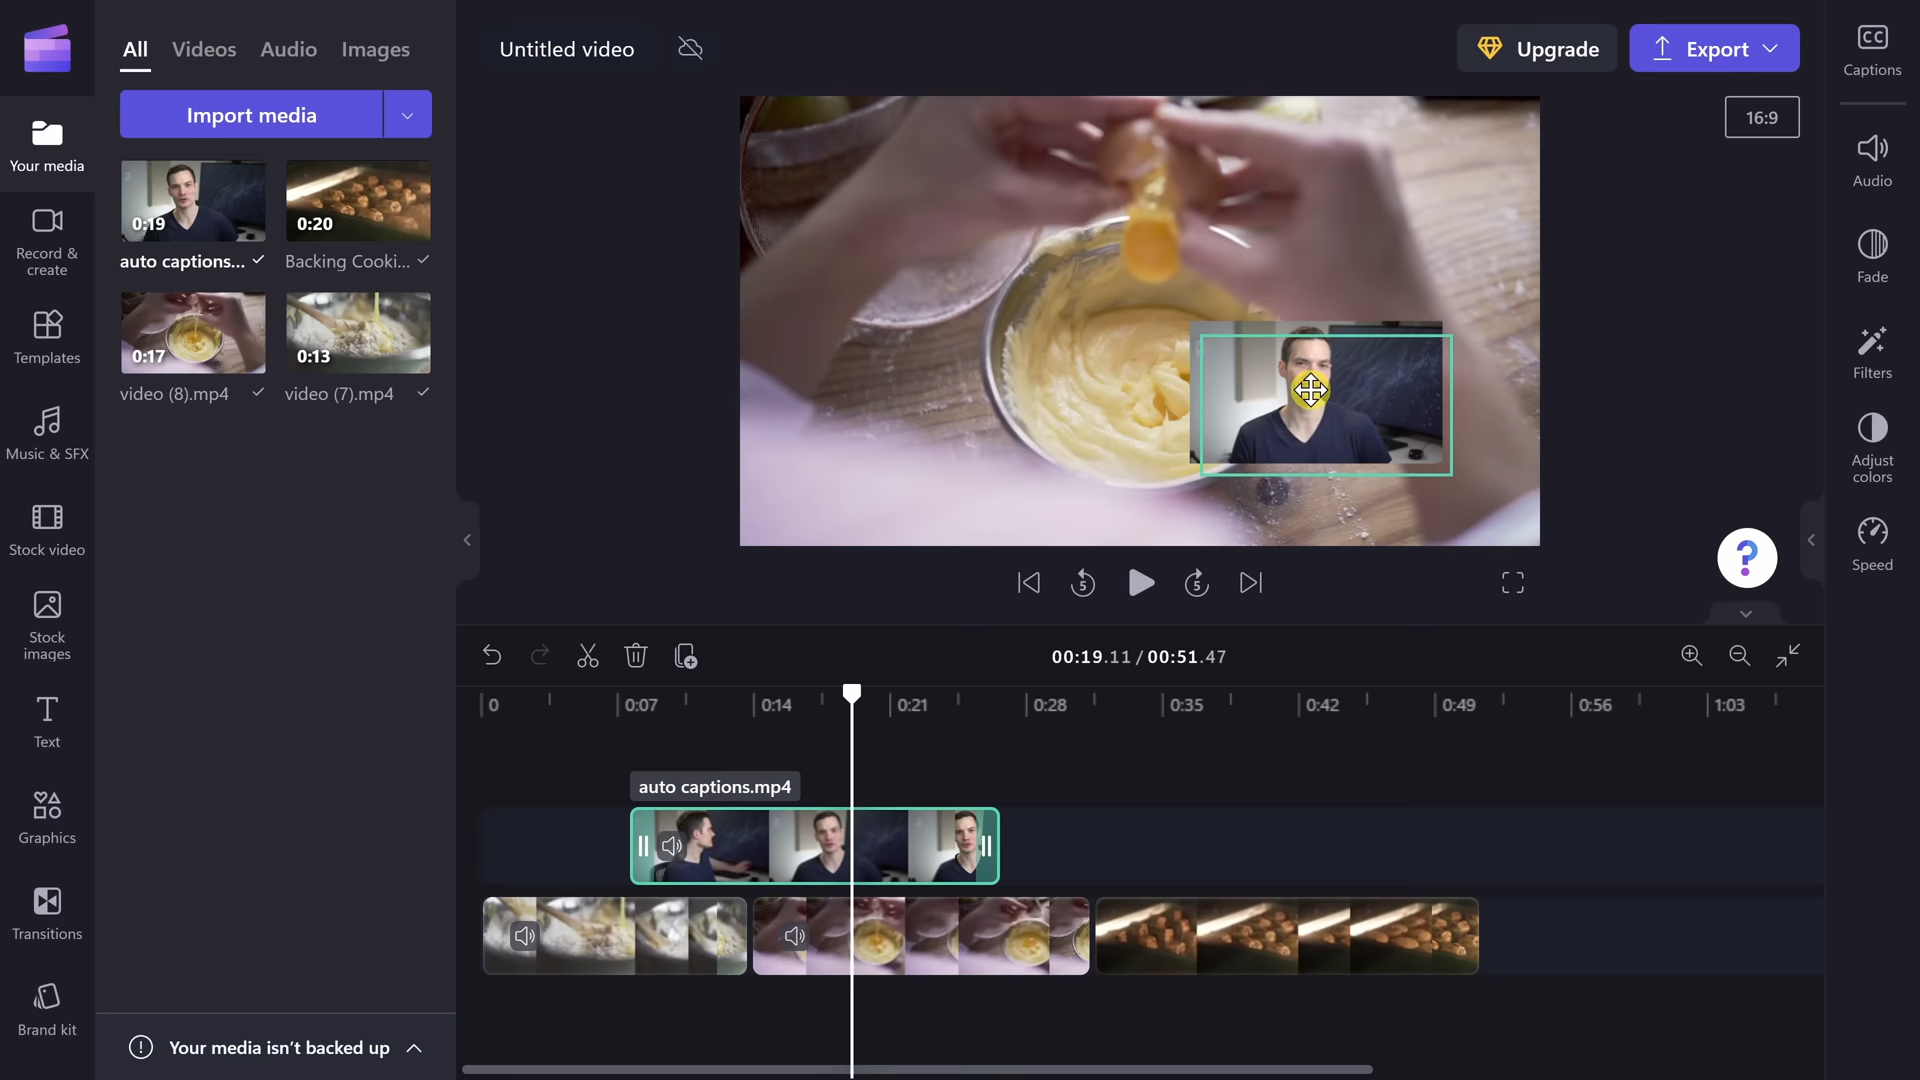 All
Videos
Audio
Images
Import media
0:19
auto captions...
0:20
Backing Cooki...
0:17
video (8).mp4
0:13
video (7).mp4
Your media
Record &
create
Templates
Music & SFX
Stock video
Stock
images
Text
Graphics
Transitions
Brand kit
Your media isn't backed up
Untitled video
Upgrade
Export
16:9
5
5
?
00:19.11 / 00:51.47
0
0:07
0:14
0:21
0:28
0:35
0:42
0:49
0:56
1:03
auto captions.mp4
CC
Captions
Audio
Fade
Filters
Adjust
colors
Speed